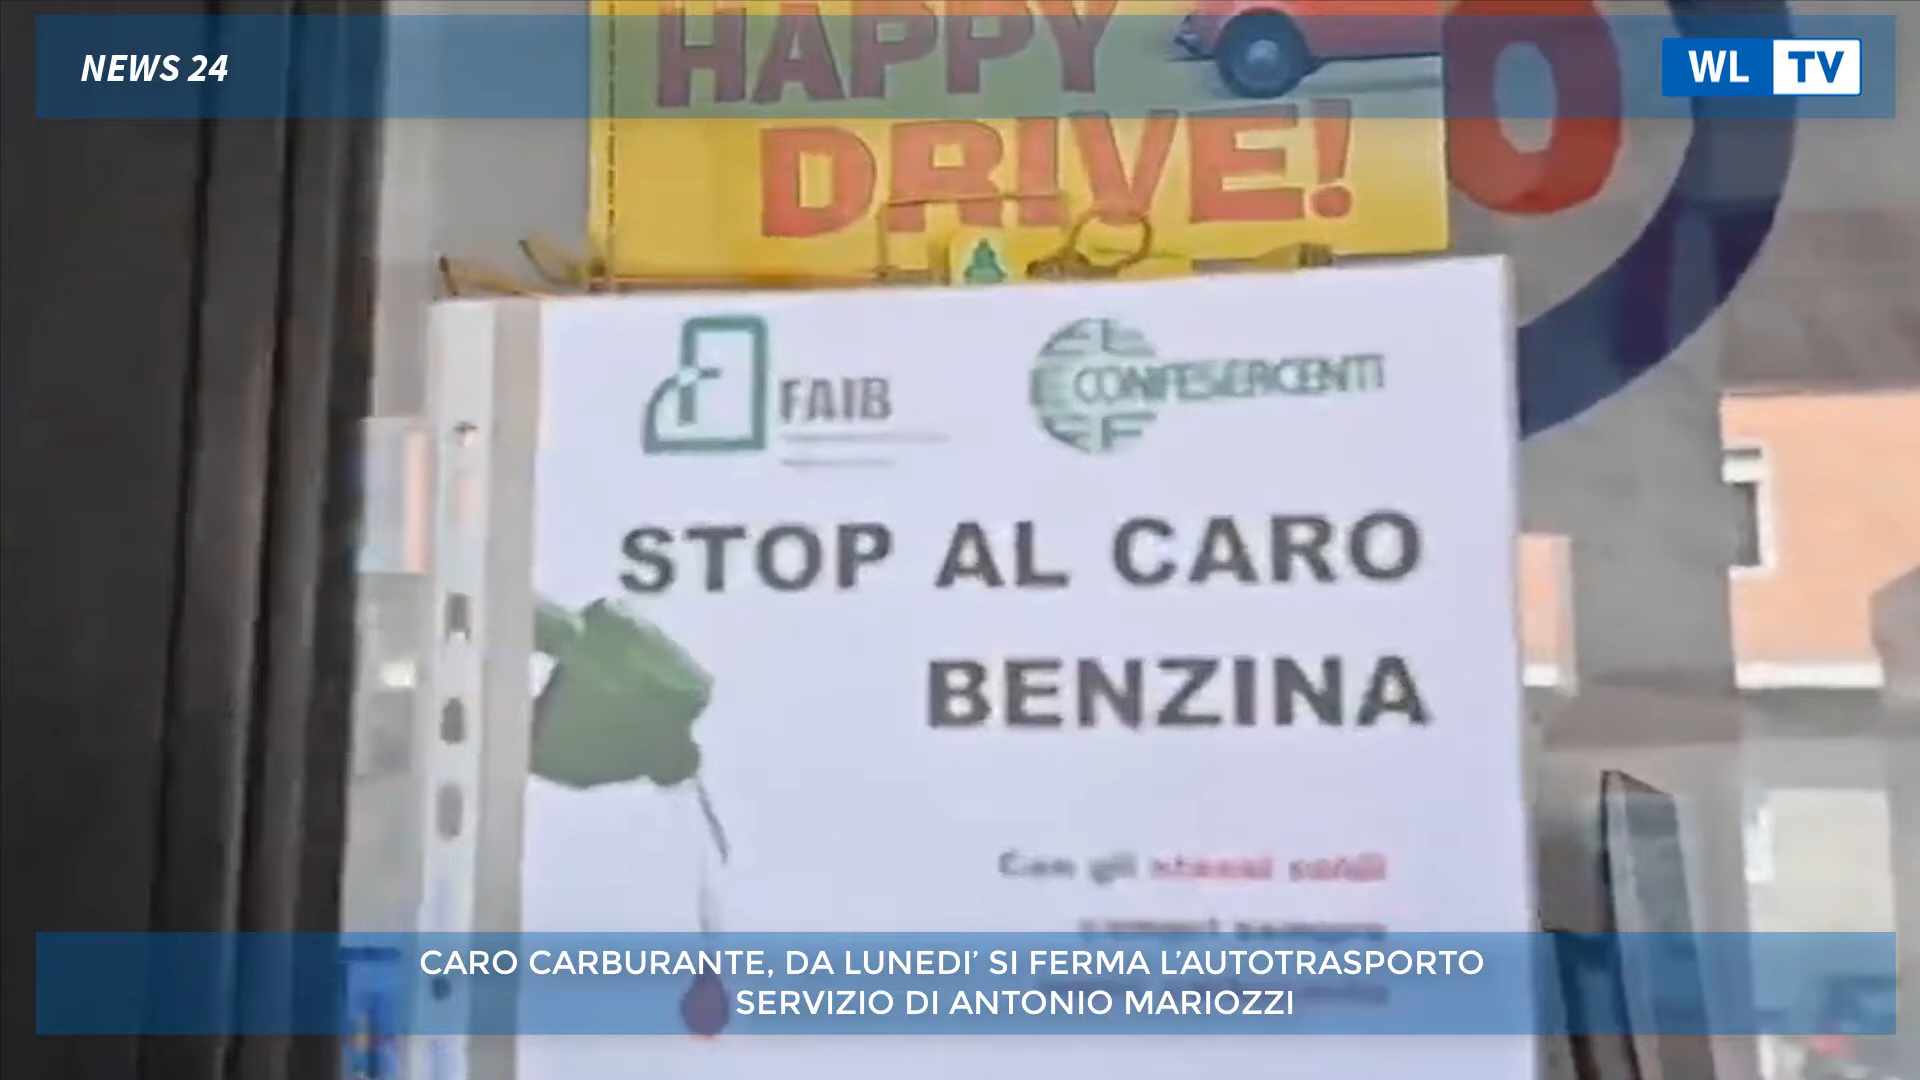 NEWS 24
WL TV
HAPPY
DRIVE!
FAIB
CONFESERCENTI
STOP AL CARO
BENZINA
Con gli stessi soldi
CARO CARBURANTE, DA LUNEDI’ SI FERMA L’AUTOTRASPORTO
SERVIZIO DI ANTONIO MARIOZZI